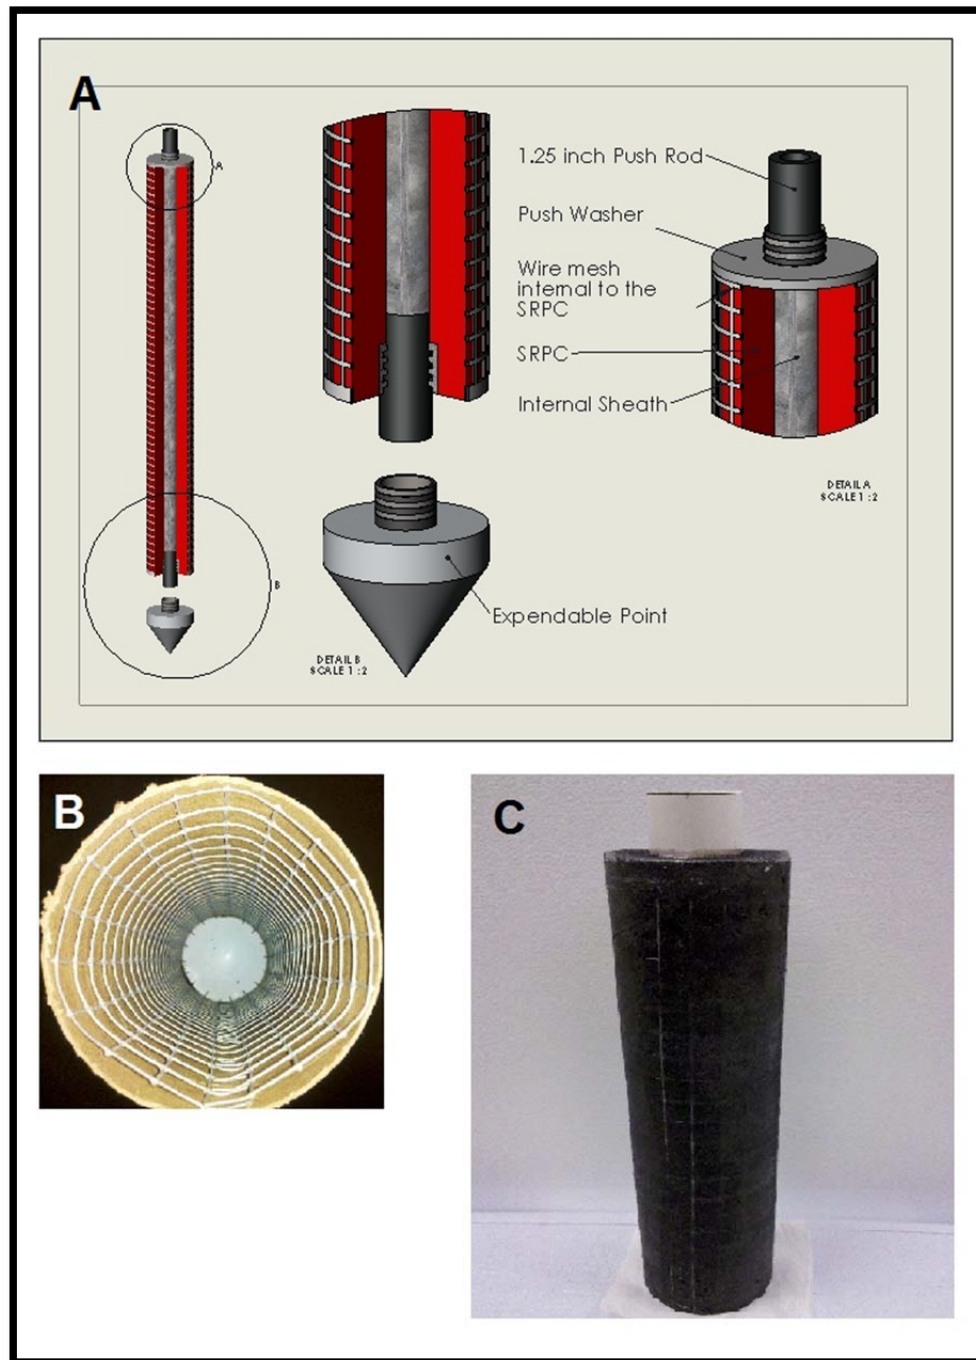 A
A
1.25 inch Push Rod
Push Washer
Wire mesh
internal to the
SRPC
SRPC
Internal Sheath
DETAIL A
SCALE 1 : 2
B
Expendable Point
DETAIL B
SCALE 1 : 2
B
C